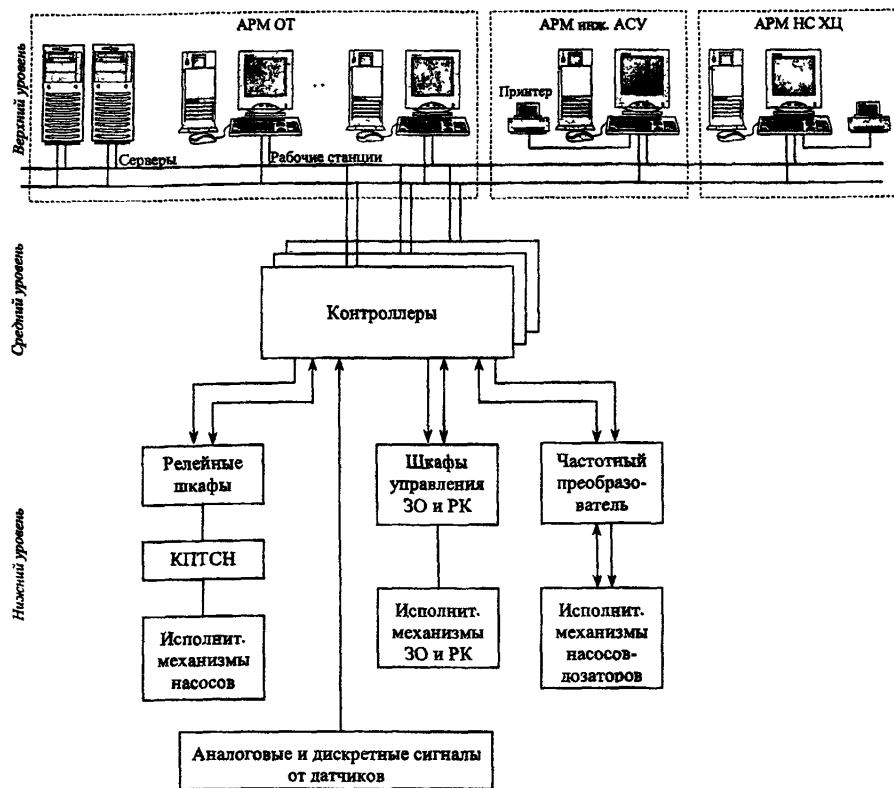 АРМ ОТ
АРМ инж. АСУ
АРМ НС ХЦ
Верхний уровень
Принтер
Серверы
Рабочие станции
Средний уровень
Контроллеры
Нижний уровень
Релейные
шкафы
Шкафы
управления
ЗО и РК
Частотный
преобразо-
ватель
КПТСН
Исполнит.
механизмы
насосов
Исполнит.
механизмы
ЗО и РК
Исполнит.
механизмы
насосов-
дозаторов
Аналоговые и дискретные сигналы
от датчиков